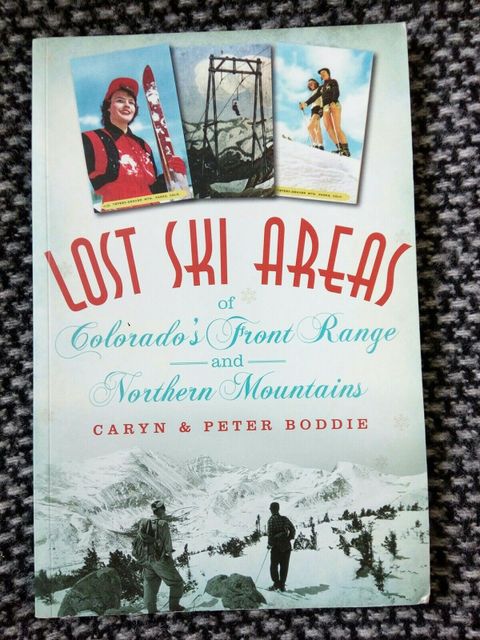 LOST SKI AREAS
of
Colorado's Front Range
and
Northern Mountains
CARYN & PETER BODDIE